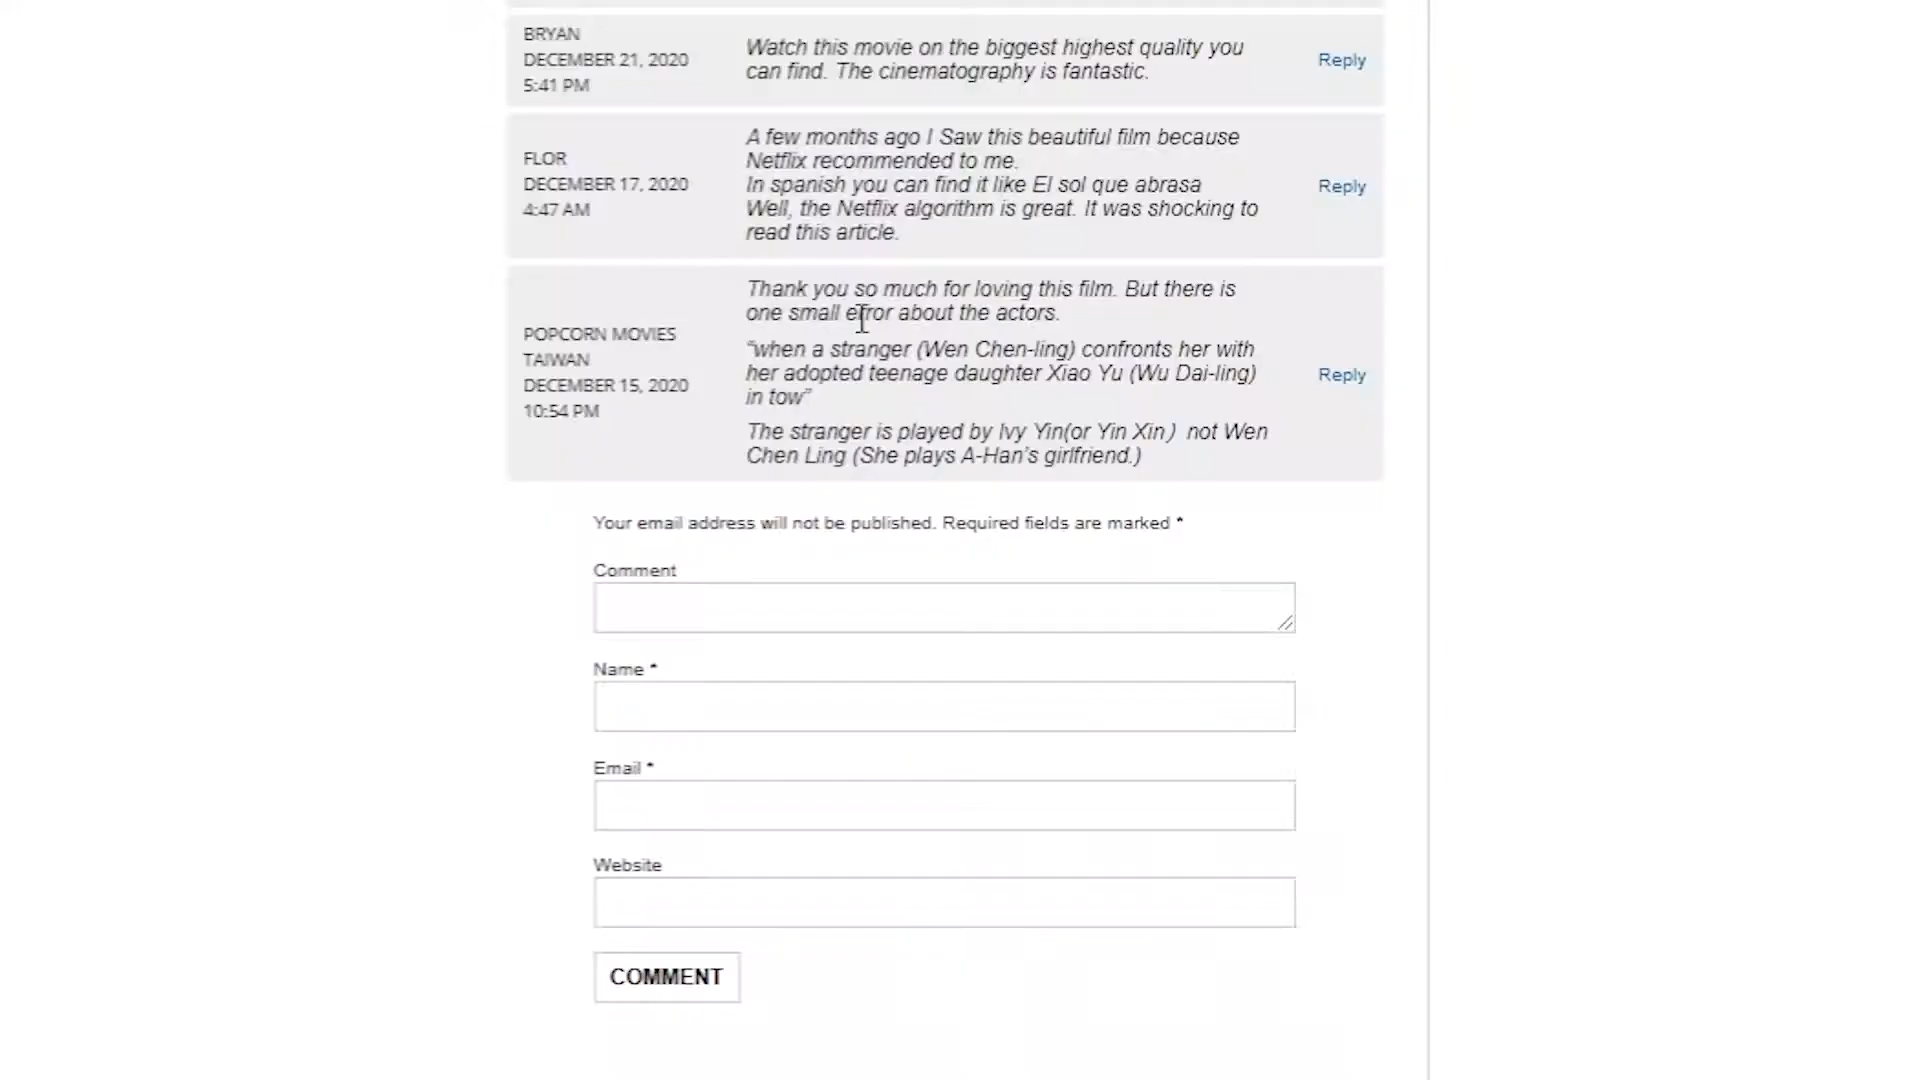 BRYAN
DECEMBER 21, 2020
5:41 PM
Watch this movie on the biggest highest quality you
can find. The cinematography is fantastic.
Reply
FLOR
DECEMBER 17, 2020
4:47 AM
A few months ago I Saw this beautiful film because
Netflix recommended to me.
In spanish you can find it like El sol que abrasa
Well, the Netflix algorithm is great. It was shocking to
read this article.
Reply
POPCORN MOVIES
TAIWAN
DECEMBER 15, 2020
10:54 PM
Thank you so much for loving this film. But there is
one small error about the actors.
“when a stranger (Wen Chen-ling) confronts her with
her adopted teenage daughter Xiao Yu (Wu Dai-ling)
in tow”
The stranger is played by Ivy Yin(or Yin Xin） not Wen
Chen Ling (She plays A-Han’s girlfriend.)
Reply
Your email address will not be published. Required fields are marked *
Comment
Name *
Email *
Website
COMMENT